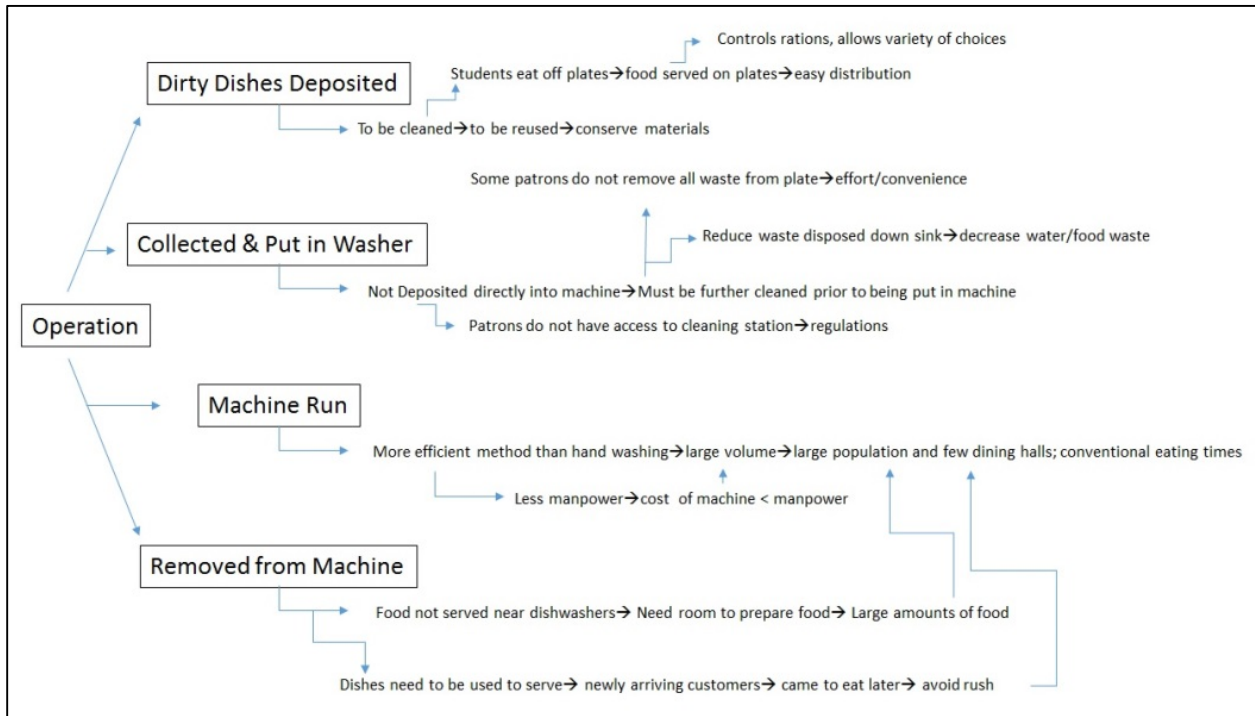 Controls rations, allows variety of choices
Dirty Dishes Deposited
Students eat off plates→food served on plates→easy distribution
To be cleaned→to be reused→conserve materials
Some patrons do not remove all waste from plate→effort/convenience
Collected & Put in Washer
Reduce waste disposed down sink→decrease water/food waste
Not Deposited directly into machine→Must be further cleaned prior to being put in machine
Patrons do not have access to cleaning station→regulations
Operation
Machine Run
More efficient method than hand washing→large volume→large population and few dining halls; conventional eating times
Less manpower→cost of machine < manpower
Removed from Machine
Food not served near dishwashers→ Need room to prepare food→ Large amounts of food
Dishes need to be used to serve→ newly arriving customers→ came to eat later→ avoid rush